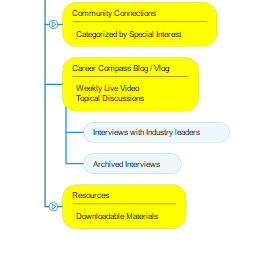 Community Connections
Categorized by Special Interest
Career Compass Blog / Vlog
Weekly Live Video
Topical Discussions
Interviews with Industry leaders
Archived Interviews
Resources
Downloadable Materials